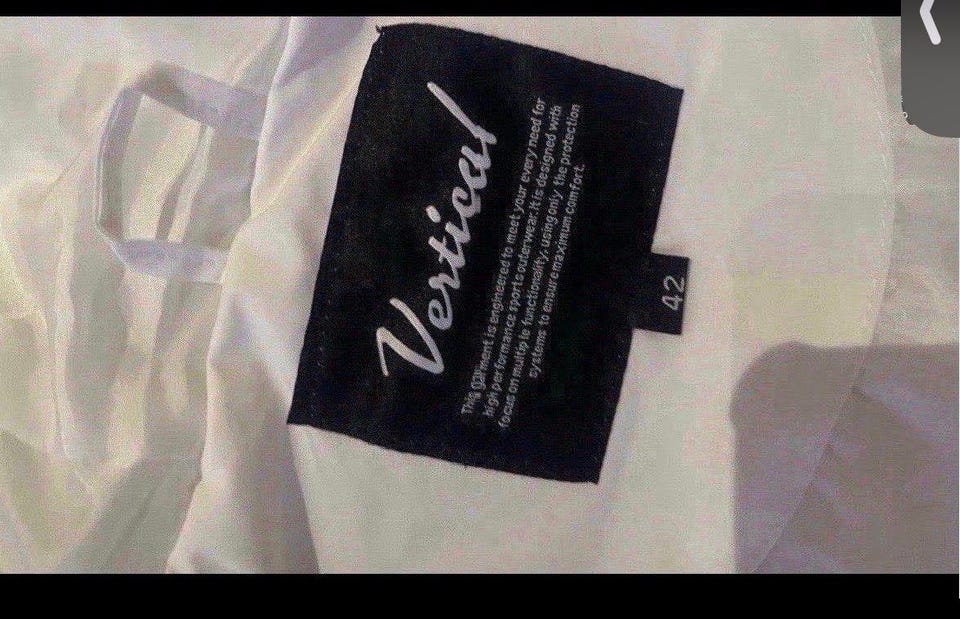 Vertical
This garment is engineered to meet your every need for
high performance sports outerwear. It is designed with
focus on multiple functionality, using only the protection
systems to ensure maximum comfort.
42